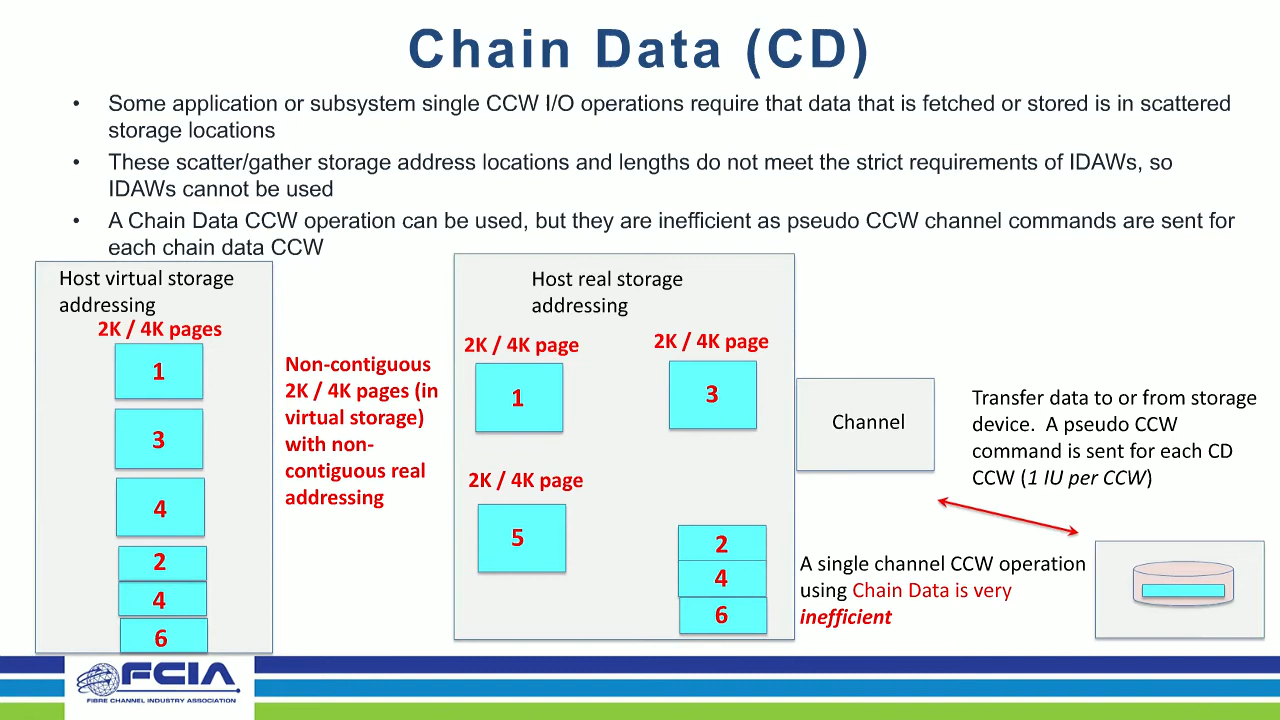 Chain Data (CD)
• Some application or subsystem single CCW I/O operations require that data that is fetched or stored is in scattered
storage locations
• These scatter/gather storage address locations and lengths do not meet the strict requirements of IDAWs, so
IDAWs cannot be used
• A Chain Data CCW operation can be used, but they are inefficient as pseudo CCW channel commands are sent for
each chain data CCW
Host virtual storage
addressing
2K / 4K pages
1
3
4
2
4
6
Non-contiguous
2K / 4K pages (in
virtual storage)
with non-
contiguous real
addressing
Host real storage
addressing
2K / 4K page
1
2K / 4K page
3
2K / 4K page
5
2
4
6
Channel
Transfer data to or from storage
device. A pseudo CCW
command is sent for each CD
CCW (1 IU per CCW)
A single channel CCW operation
using Chain Data is very
inefficient
FCIA
FIBRE CHANNEL INDUSTRY ASSOCIATION